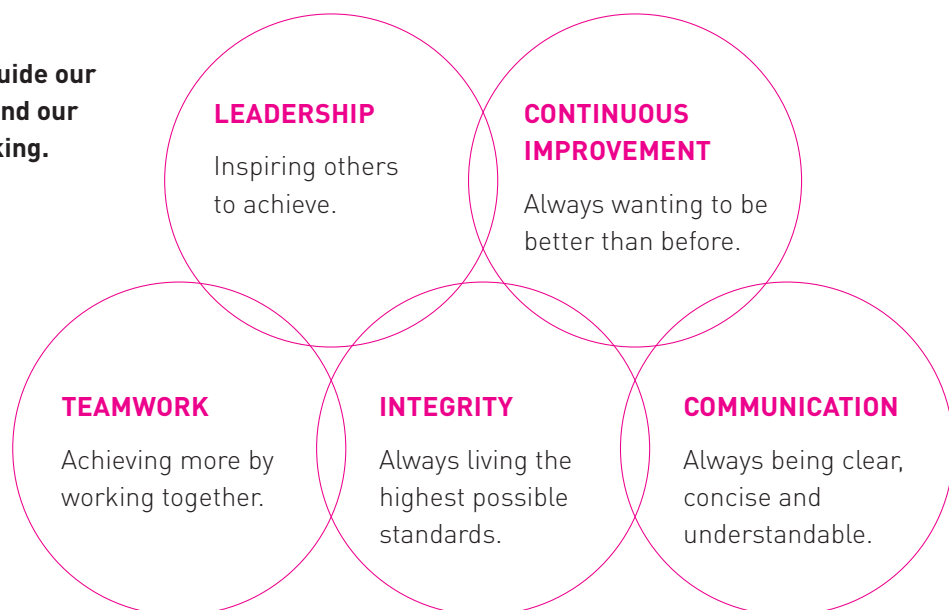 uide our
nd our
king.
LEADERSHIP
Inspiring others
to achieve.
CONTINUOUS
IMPROVEMENT
Always wanting to be
better than before.
TEAMWORK
Achieving more by
working together.
INTEGRITY
Always living the
highest possible
standards.
COMMUNICATION
Always being clear,
concise and
understandable.